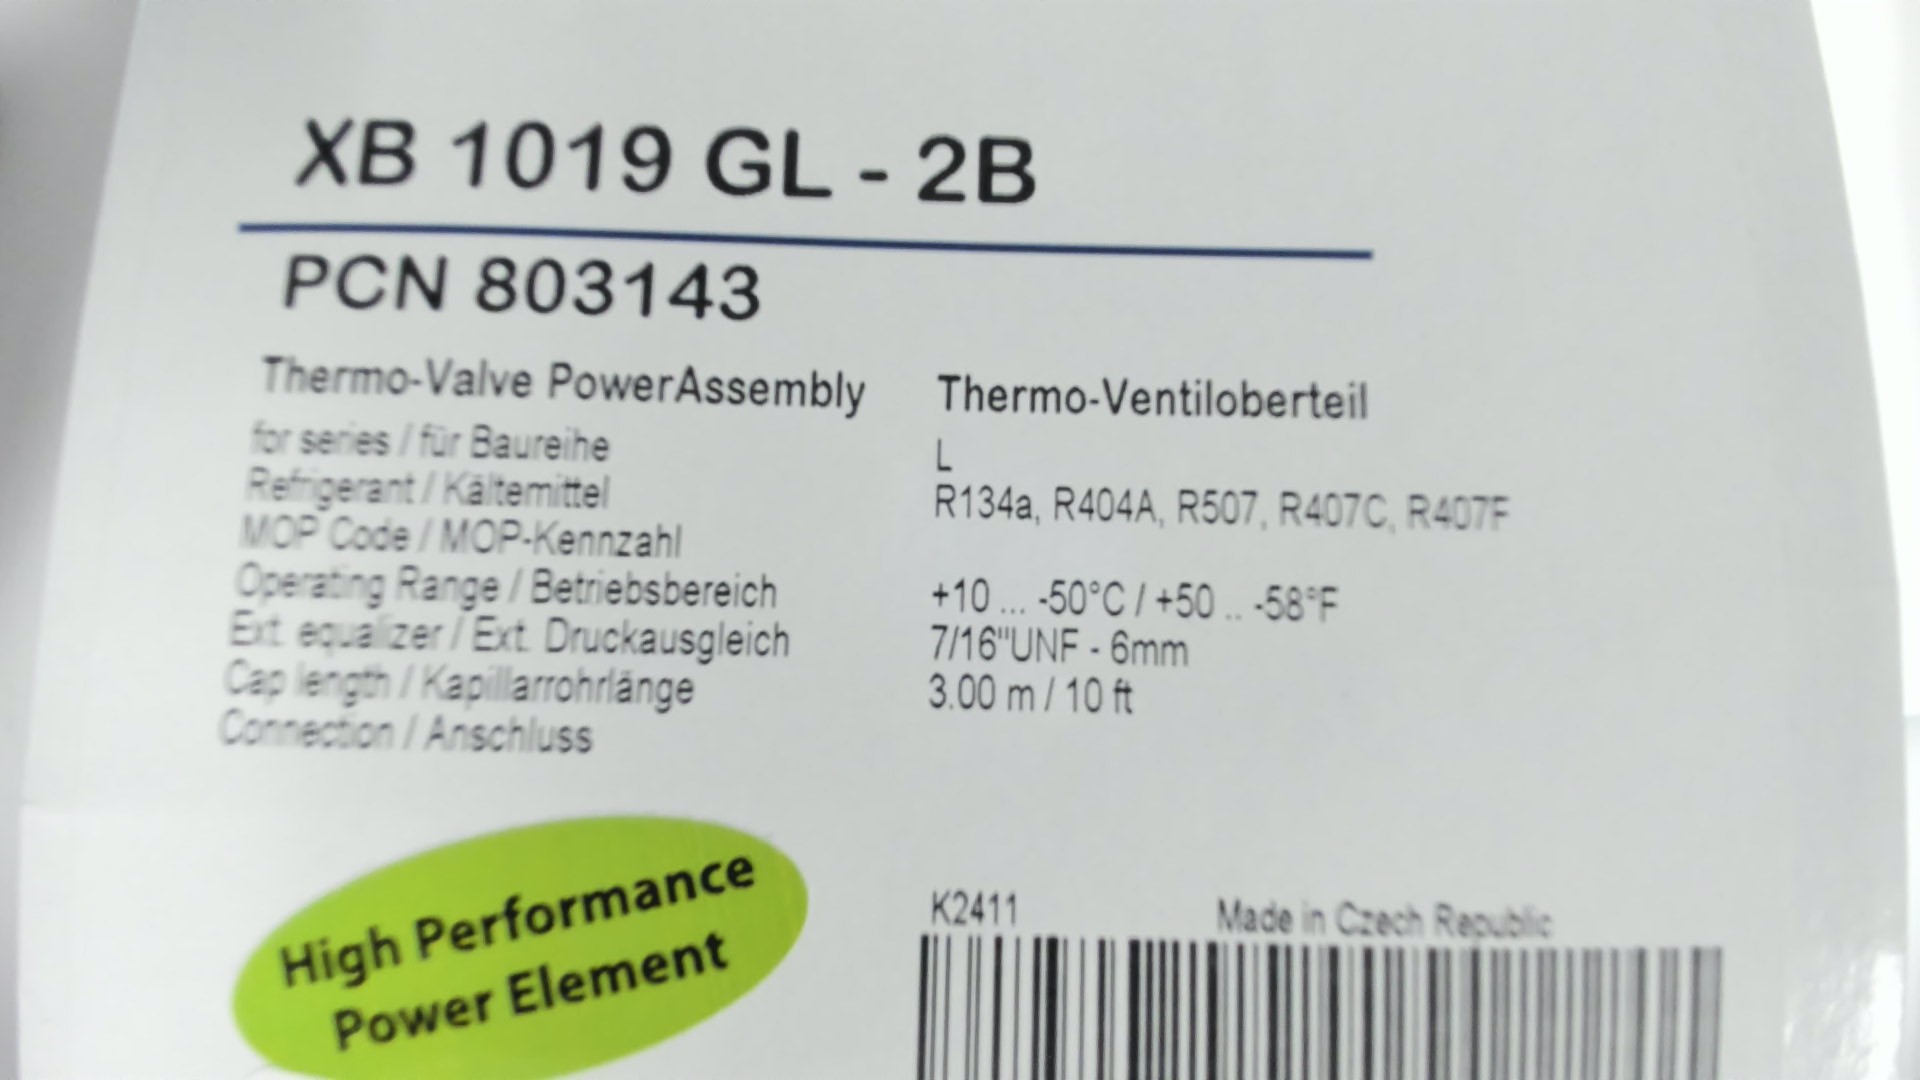 XB 1019 GL - 2B
PCN 803143
Thermo-Valve PowerAssembly Thermo-Ventiloberteil
for series / für Baureihe L
Refrigerant / Kältemittel R134a, R404A, R507, R407C, R407F
MOP Code / MOP-Kennzahl
Operating Range / Betriebsbereich +10 ... -50°C / +50 .. -58°F
Ext. equalizer / Ext. Druckausgleich 7/16"UNF - 6mm
Cap length / Kapillarrohrlänge 3.00 m / 10 ft
Connection / Anschluss
High Performance
Power Element
K2411 Made in Czech Republic